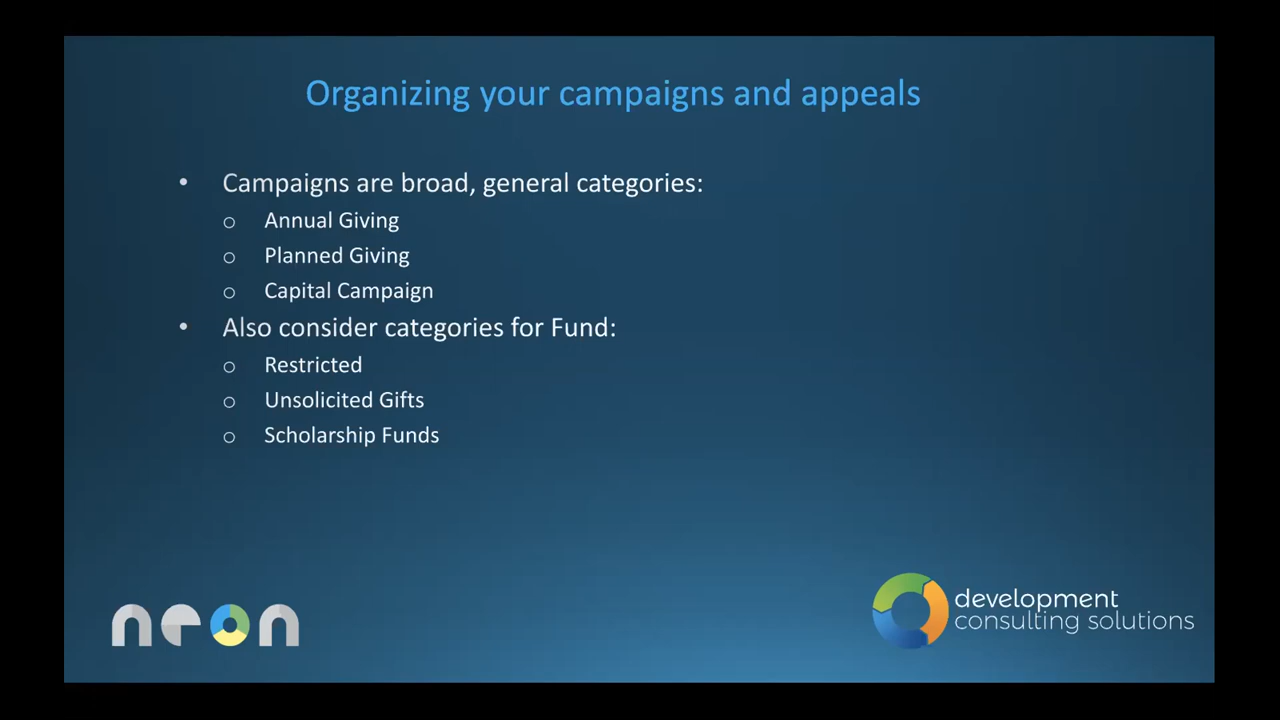 Organizing your campaigns and appeals
• Campaigns are broad, general categories:
o Annual Giving
o Planned Giving
o Capital Campaign
• Also consider categories for Fund:
o Restricted
o Unsolicited Gifts
o Scholarship Funds
neon
development
consulting solutions